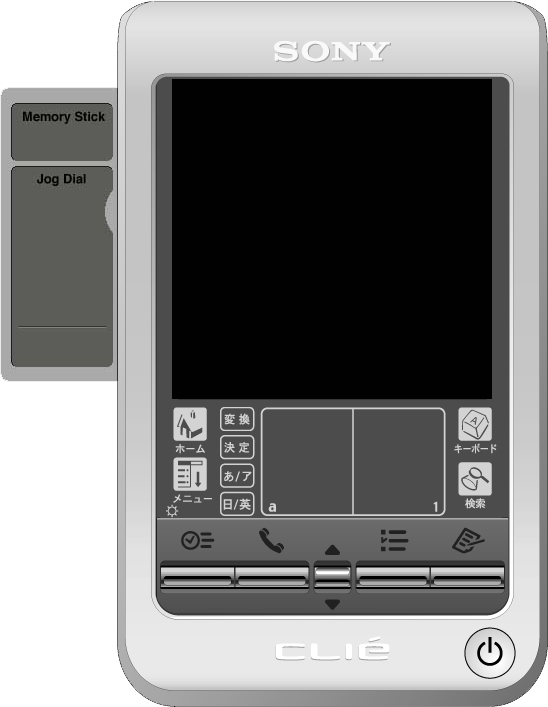 SONY
Memory Stick
Jog Dial
変換
ホーム
決定
キーボード
あ/ア
メニュー
日/英
a
1
検索
CLIÉ